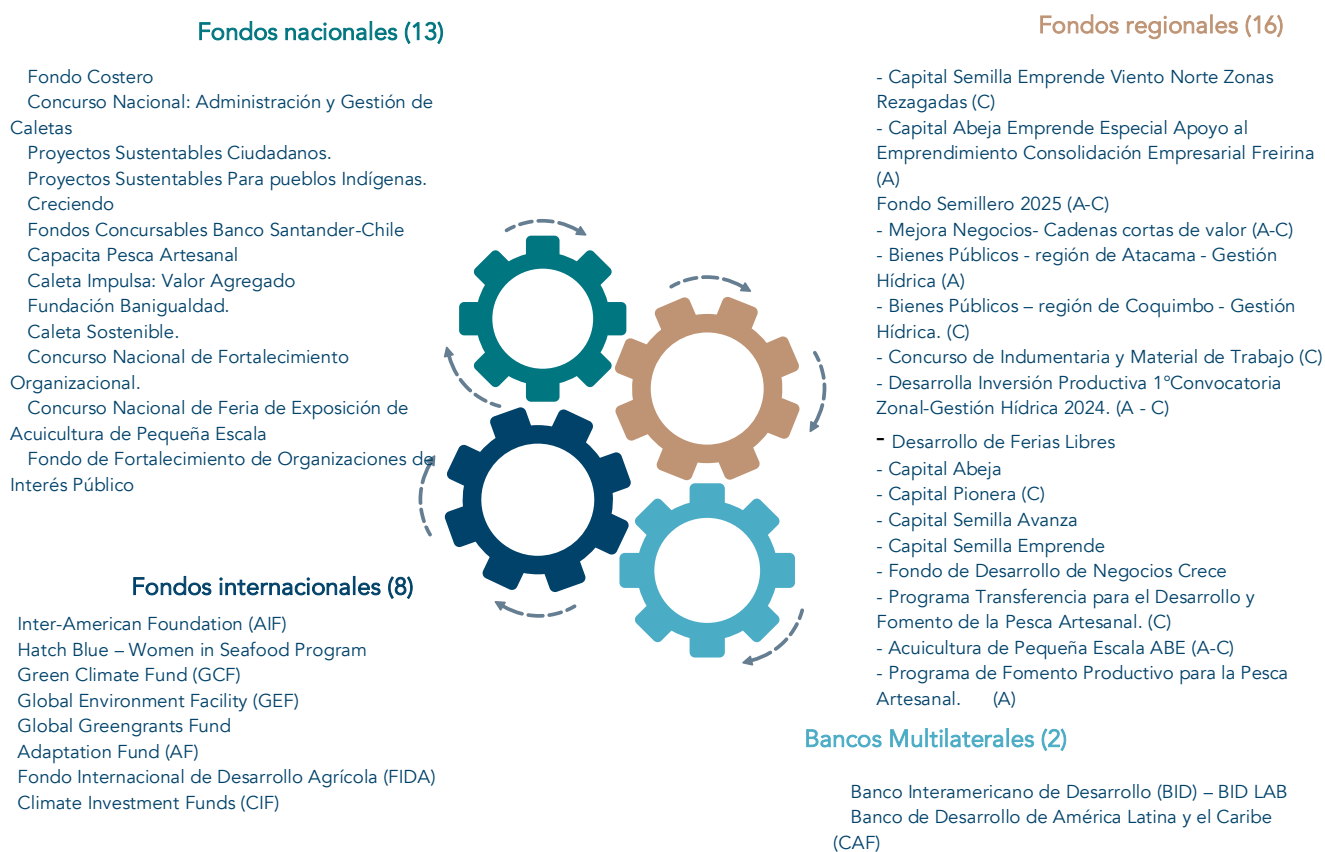 Fondos nacionales (13)
Fondo Costero
Concurso Nacional: Administración y Gestión de
Caletas
Proyectos Sustentables Ciudadanos.
Proyectos Sustentables Para pueblos Indígenas.
Creciendo
Fondos Concursables Banco Santander-Chile
Capacita Pesca Artesanal
Caleta Impulsa: Valor Agregado
Fundación Banigualdad.
Caleta Sostenible.
Concurso Nacional de Fortalecimiento
Organizacional.
Concurso Nacional de Feria de Exposición de
Acuicultura de Pequeña Escala
Fondo de Fortalecimiento de Organizaciones de
Interés Público
Fondos internacionales (8)
Inter-American Foundation (AIF)
Hatch Blue – Women in Seafood Program
Green Climate Fund (GCF)
Global Environment Facility (GEF)
Global Greengrants Fund
Adaptation Fund (AF)
Fondo Internacional de Desarrollo Agrícola (FIDA)
Climate Investment Funds (CIF)
Fondos regionales (16)
- Capital Semilla Emprende Viento Norte Zonas
Rezagadas (C)
- Capital Abeja Emprende Especial Apoyo al
Emprendimiento Consolidación Empresarial Freirina
(A)
Fondo Semillero 2025 (A-C)
- Mejora Negocios- Cadenas cortas de valor (A-C)
- Bienes Públicos - región de Atacama - Gestión
Hídrica (A)
- Bienes Públicos – región de Coquimbo - Gestión
Hídrica. (C)
- Concurso de Indumentaria y Material de Trabajo (C)
- Desarrolla Inversión Productiva 1ºConvocatoria
Zonal-Gestión Hídrica 2024. (A - C)
- Desarrollo de Ferias Libres
- Capital Abeja
- Capital Pionera (C)
- Capital Semilla Avanza
- Capital Semilla Emprende
- Fondo de Desarrollo de Negocios Crece
- Programa Transferencia para el Desarrollo y
Fomento de la Pesca Artesanal. (C)
- Acuicultura de Pequeña Escala ABE (A-C)
- Programa de Fomento Productivo para la Pesca
Artesanal. (A)
Bancos Multilaterales (2)
Banco Interamericano de Desarrollo (BID) – BID LAB
Banco de Desarrollo de América Latina y el Caribe
(CAF)